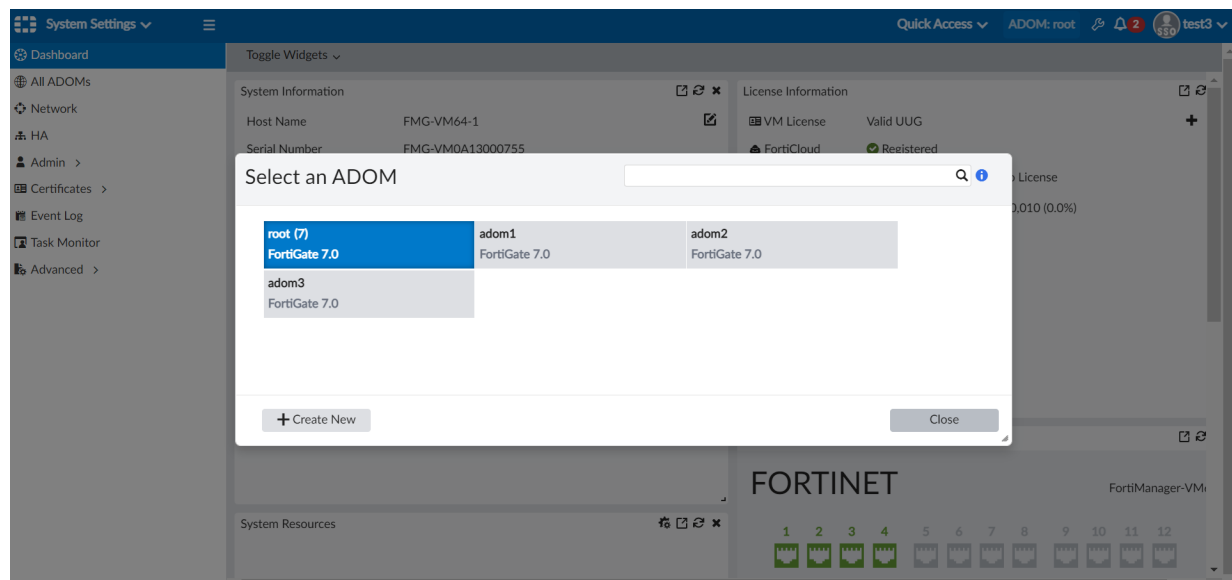 System Settings
Quick Access
ADOM: root
2
SSO
test3
Dashboard
All ADOMs
Network
HA
Admin
Certificates
Event Log
Task Monitor
Advanced
Toggle Widgets
System Information
Host Name FMG-VM64-1
Serial Number FMG-VM0A13000755
License Information
VM License Valid UUG
FortiCloud Registered
License
(0.0%)
Select an ADOM
root (7)
FortiGate 7.0
adom1
FortiGate 7.0
adom2
FortiGate 7.0
adom3
FortiGate 7.0
Create New
Close
System Resources
FORTINET
FortiManager-VM
1 2 3 4 5 6 7 8 9 10 11 12